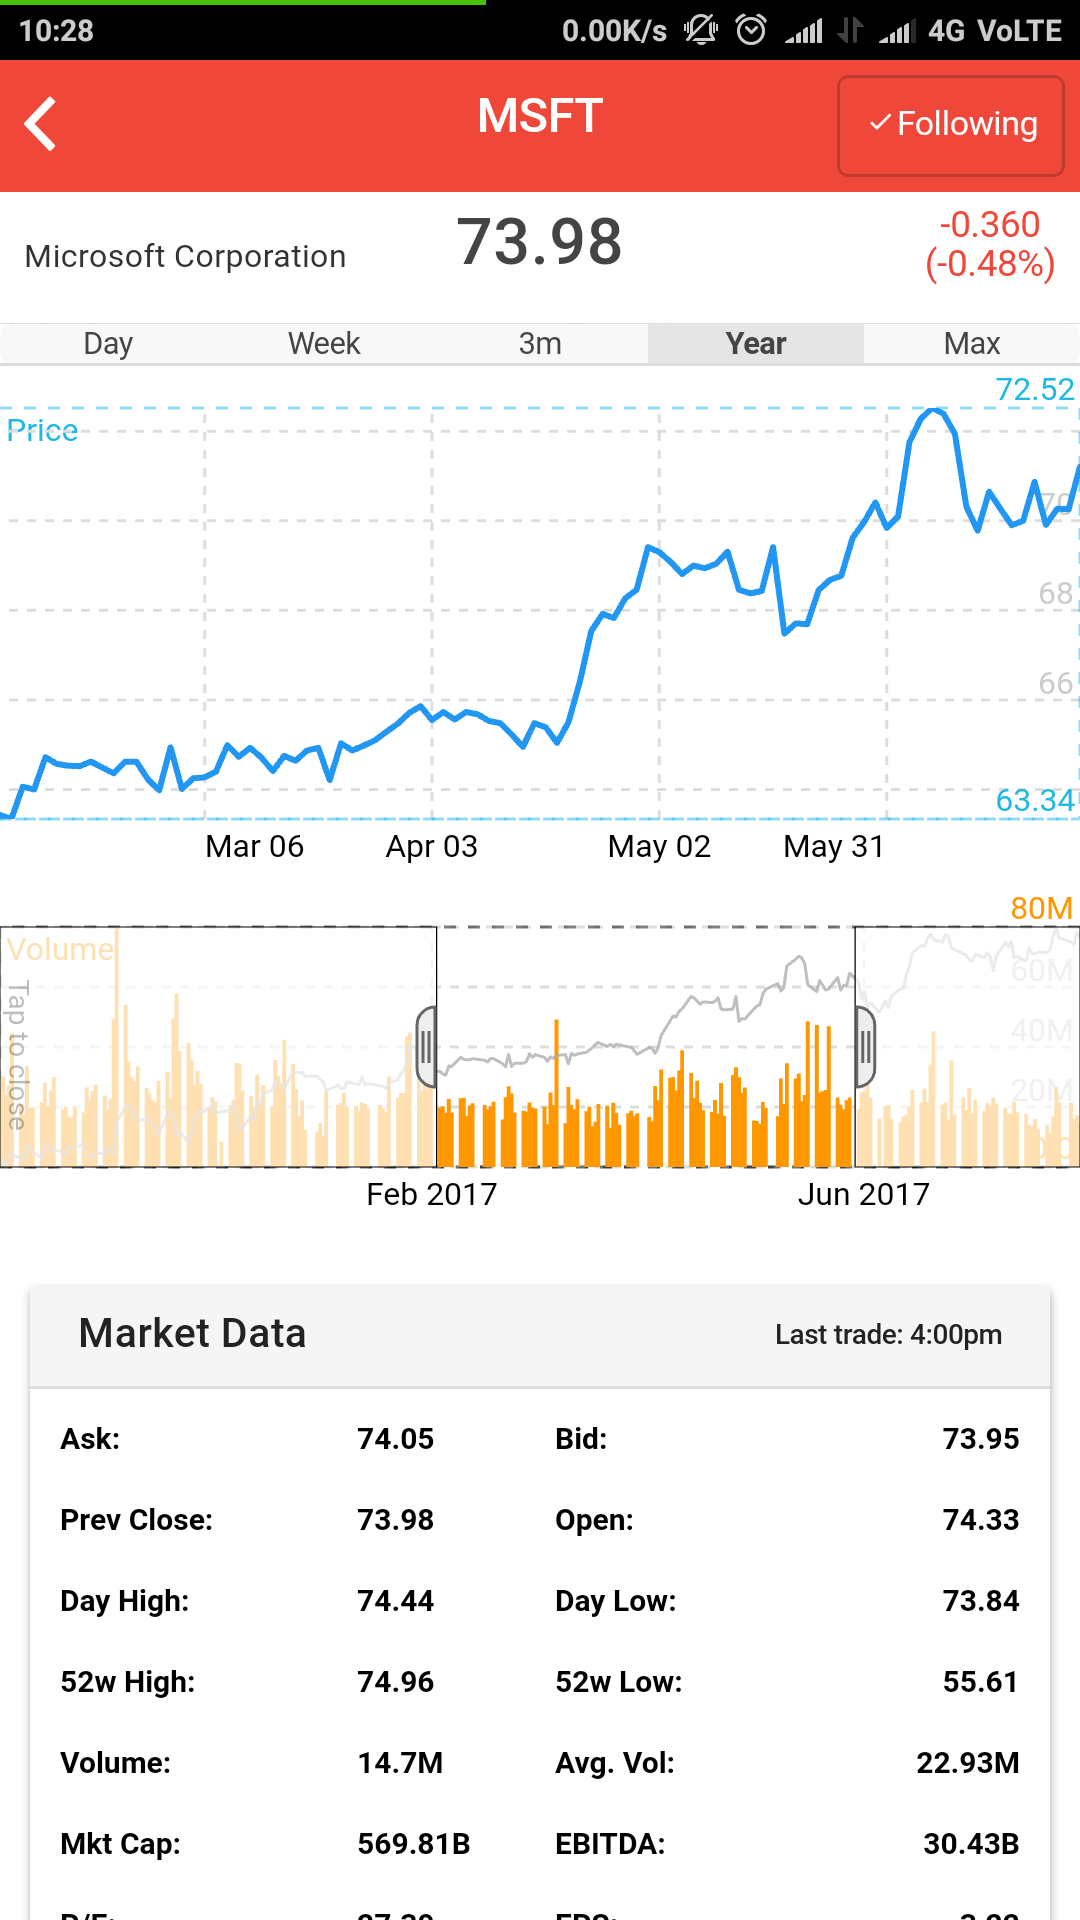 10:28 0.00K/s 4G VoLTE
MSFT
Following
Microsoft Corporation 73.98 -0.360
(-0.48%)
Day Week 3m Year Max
72.52
Price
70
68
66
63.34
Mar 06 Apr 03 May 02 May 31
80M
Volume
60M
40M
20M
Tap to close
Feb 2017 Jun 2017
Market Data Last trade: 4:00pm
Ask: 74.05 Bid: 73.95
Prev Close: 73.98 Open: 74.33
Day High: 74.44 Day Low: 73.84
52w High: 74.96 52w Low: 55.61
Volume: 14.7M Avg. Vol: 22.93M
Mkt Cap: 569.81B EBITDA: 30.43B